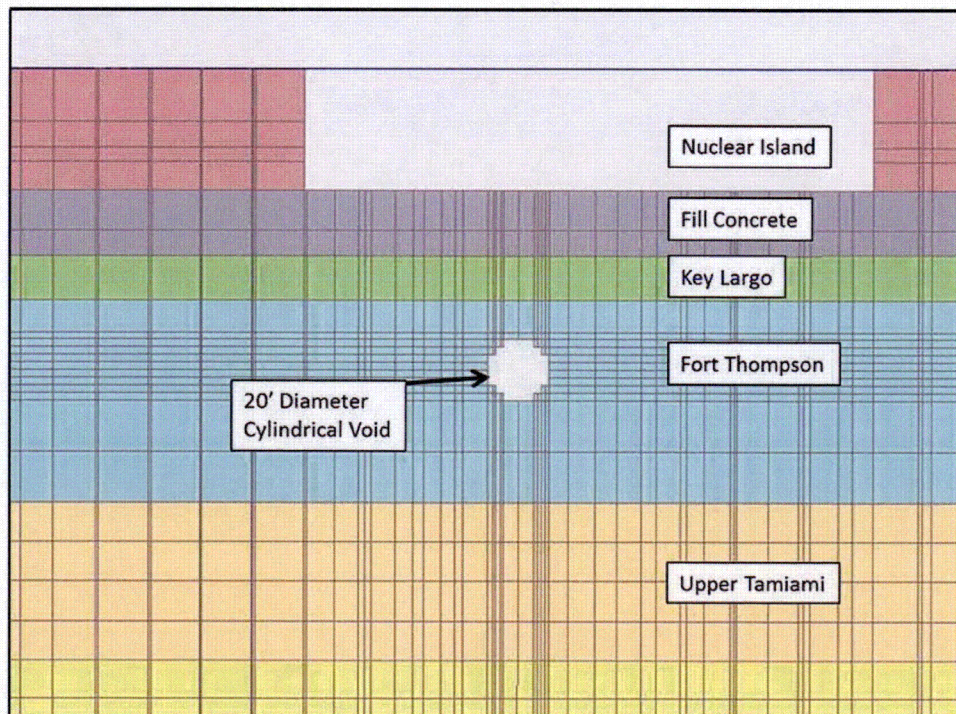 Nuclear Island
Fill Concrete
Key Largo
Fort Thompson
20' Diameter
Cylindrical Void
Upper Tamiami